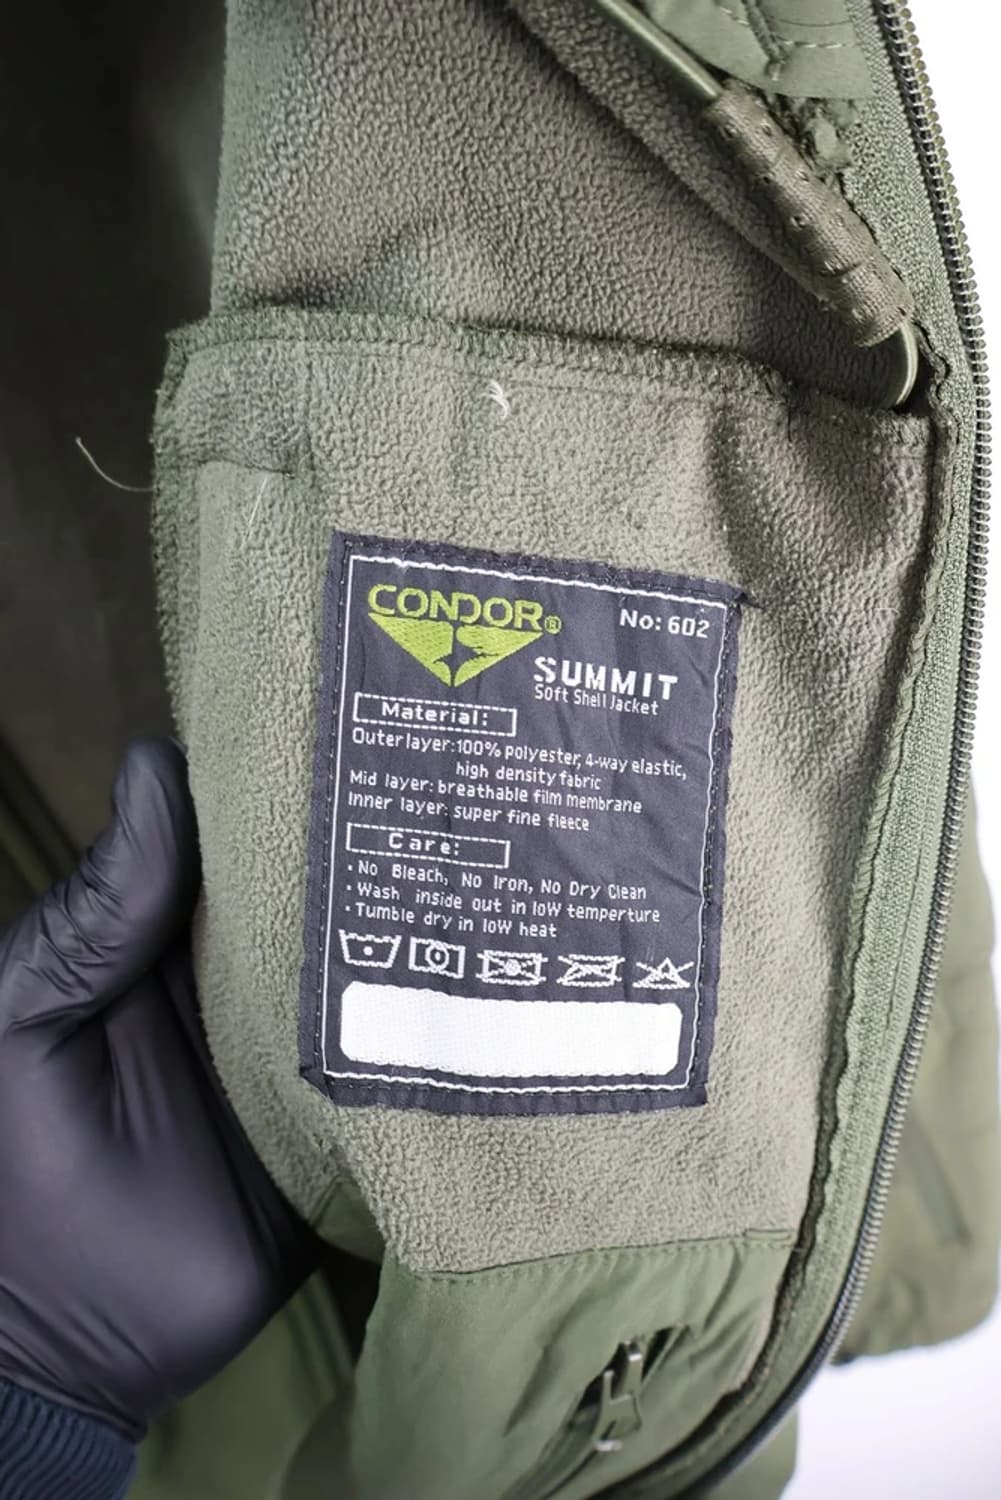 CONDOR®
No: 602
SUMMIT
Soft Shell Jacket
Material:
Outer layer:100% polyester, 4-way elastic,
high density fabric
Mid layer: breathable film membrane
Inner layer: super fine fleece
Care:
· No Bleach, No Iron, No Dry Clean
· Wash inside out in low temperture
· Tumble dry in low heat